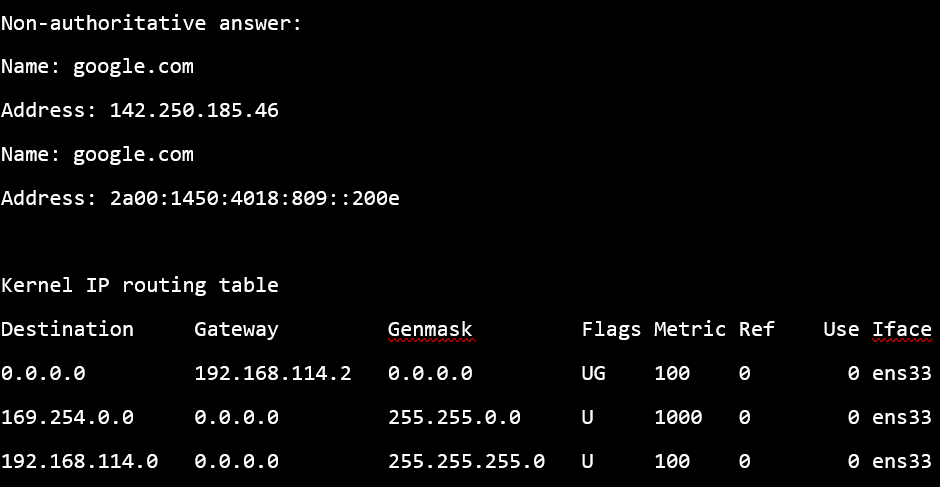 Non-authoritative answer:
Name: google.com
Address: 142.250.185.46
Name: google.com
Address: 2a00:1450:4018:809::200e
Kernel IP routing table
Destination     Gateway         Genmask         Flags Metric Ref    Use Iface
0.0.0.0         192.168.114.2   0.0.0.0         UG    100    0        0 ens33
169.254.0.0     0.0.0.0         255.255.0.0     U     1000   0        0 ens33
192.168.114.0   0.0.0.0         255.255.255.0   U     100    0        0 ens33